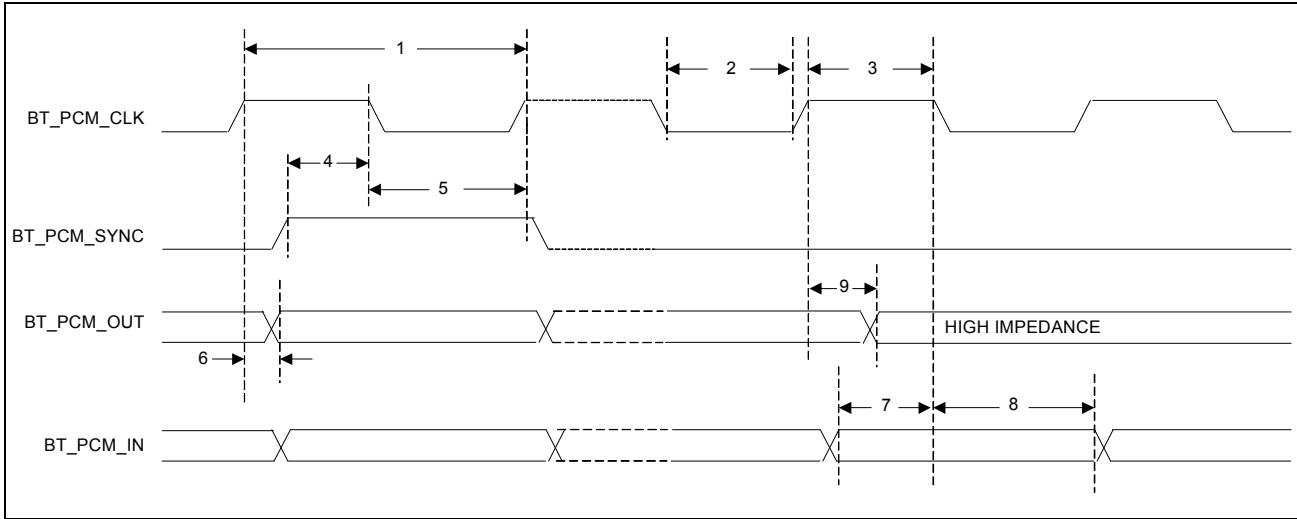 1
2
3
BT_PCM_CLK
4
5
BT_PCM_SYNC
9
BT_PCM_OUT
HIGH IMPEDANCE
6
7
8
BT_PCM_IN